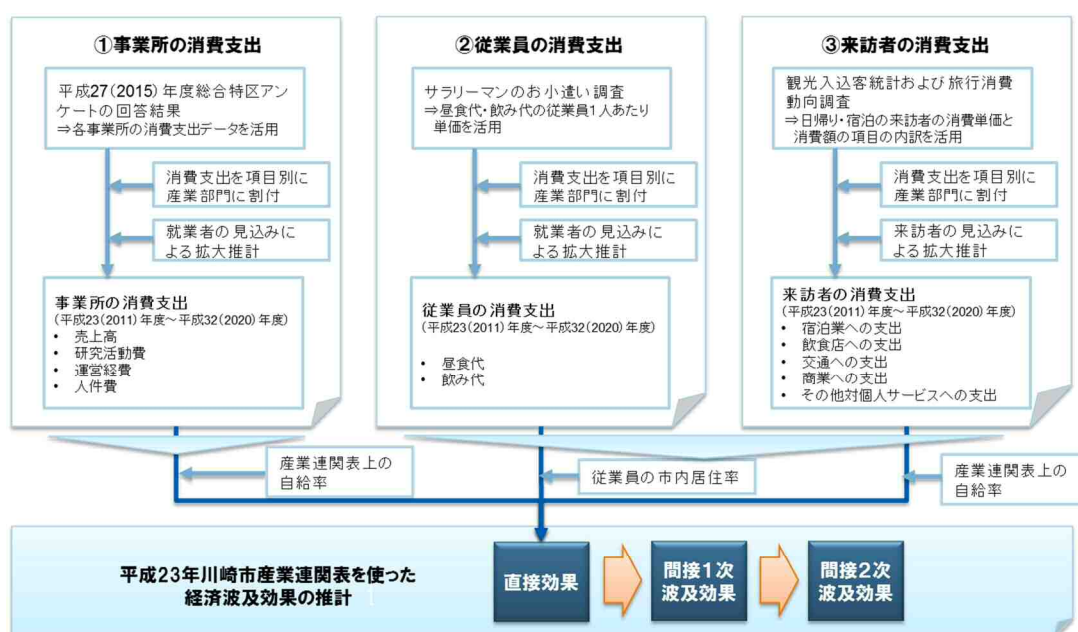 ①事業所の消費支出
平成27(2015)年度総合特区ア
ンケートの回答結果
⇒各事業所の消費支出データを活用
消費支出を項目別に
産業部門に割付
就業者の見込みに
よる拡大推計
事業所の消費支出
(平成23(2011)年度～平成32(2020)年度)
• 売上高
• 研究活動費
• 運営経費
• 人件費
②従業員の消費支出
サラリーマンのお小遣い調査
⇒昼食代・飲み代の従業員1人あたり
単価を活用
消費支出を項目別に
産業部門に割付
就業者の見込みに
よる拡大推計
従業員の消費支出
(平成23(2011)年度～平成32(2020)年度)
• 昼食代
• 飲み代
③来訪者の消費支出
観光入込客統計および旅行消費
動向調査
⇒日帰り・宿泊の来訪者の消費単価と
消費額の項目の内訳を活用
消費支出を項目別に
産業部門に割付
来訪者の見込みに
よる拡大推計
来訪者の消費支出
(平成23(2011)年度～平成32(2020)年度)
• 宿泊業への支出
• 飲食店への支出
• 交通への支出
• 商業への支出
• その他対個人サービスへの支出
産業連関表上の
自給率
従業員の市内居住率
産業連関表上の
自給率
平成23年川崎市産業連関表を使った
経済波及効果の推計
直接効果
間接1次
波及効果
間接2次
波及効果